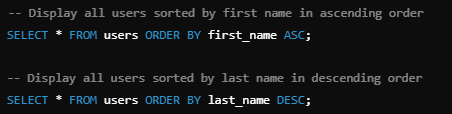 -- Display all users sorted by first name in ascending order
SELECT * FROM users ORDER BY first_name ASC;
-- Display all users sorted by last name in descending order
SELECT * FROM users ORDER BY last_name DESC;